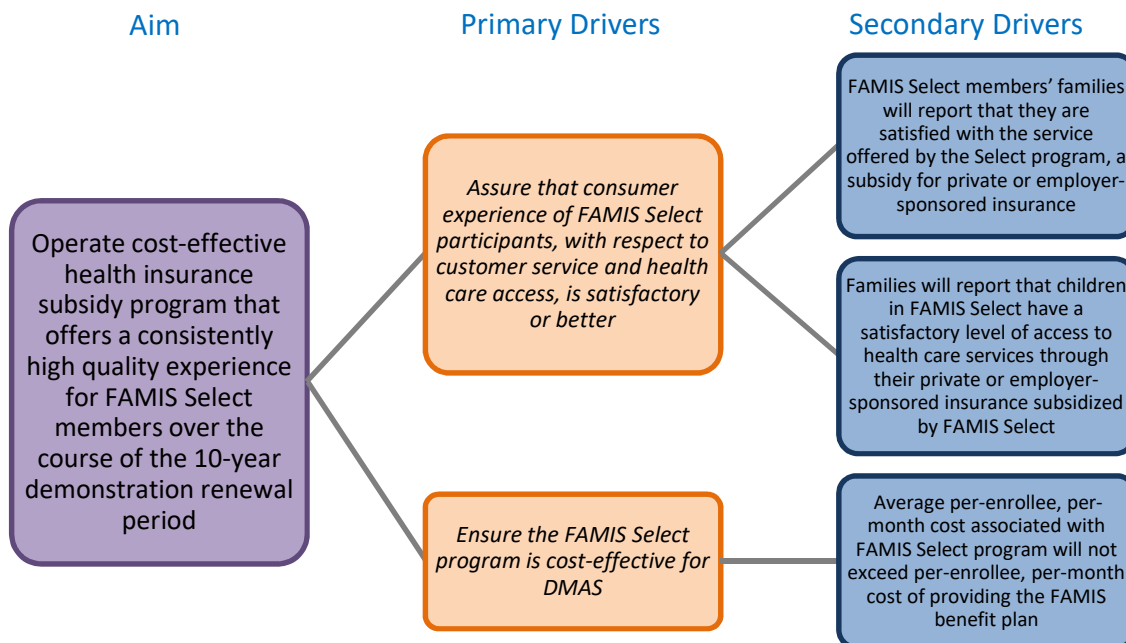 Aim
Primary Drivers
Secondary Drivers
Operate cost-effective
health insurance
subsidy program that
offers a consistently
high quality experience
for FAMIS Select
members over the
course of the 10-year
demonstration renewal
period
Assure that consumer
experience of FAMIS Select
participants, with respect to
customer service and health
care access, is satisfactory
or better
Ensure the FAMIS Select
program is cost-effective for
DMAS
FAMIS Select members’ families
will report that they are
satisfied with the service
offered by the Select program, a
subsidy for private or employer-
sponsored insurance
Families will report that children
in FAMIS Select have a
satisfactory level of access to
health care services through
their private or employer-
sponsored insurance subsidized
by FAMIS Select
Average per-enrollee, per-
month cost associated with
FAMIS Select program will not
exceed per-enrollee, per-month
cost of providing the FAMIS
benefit plan